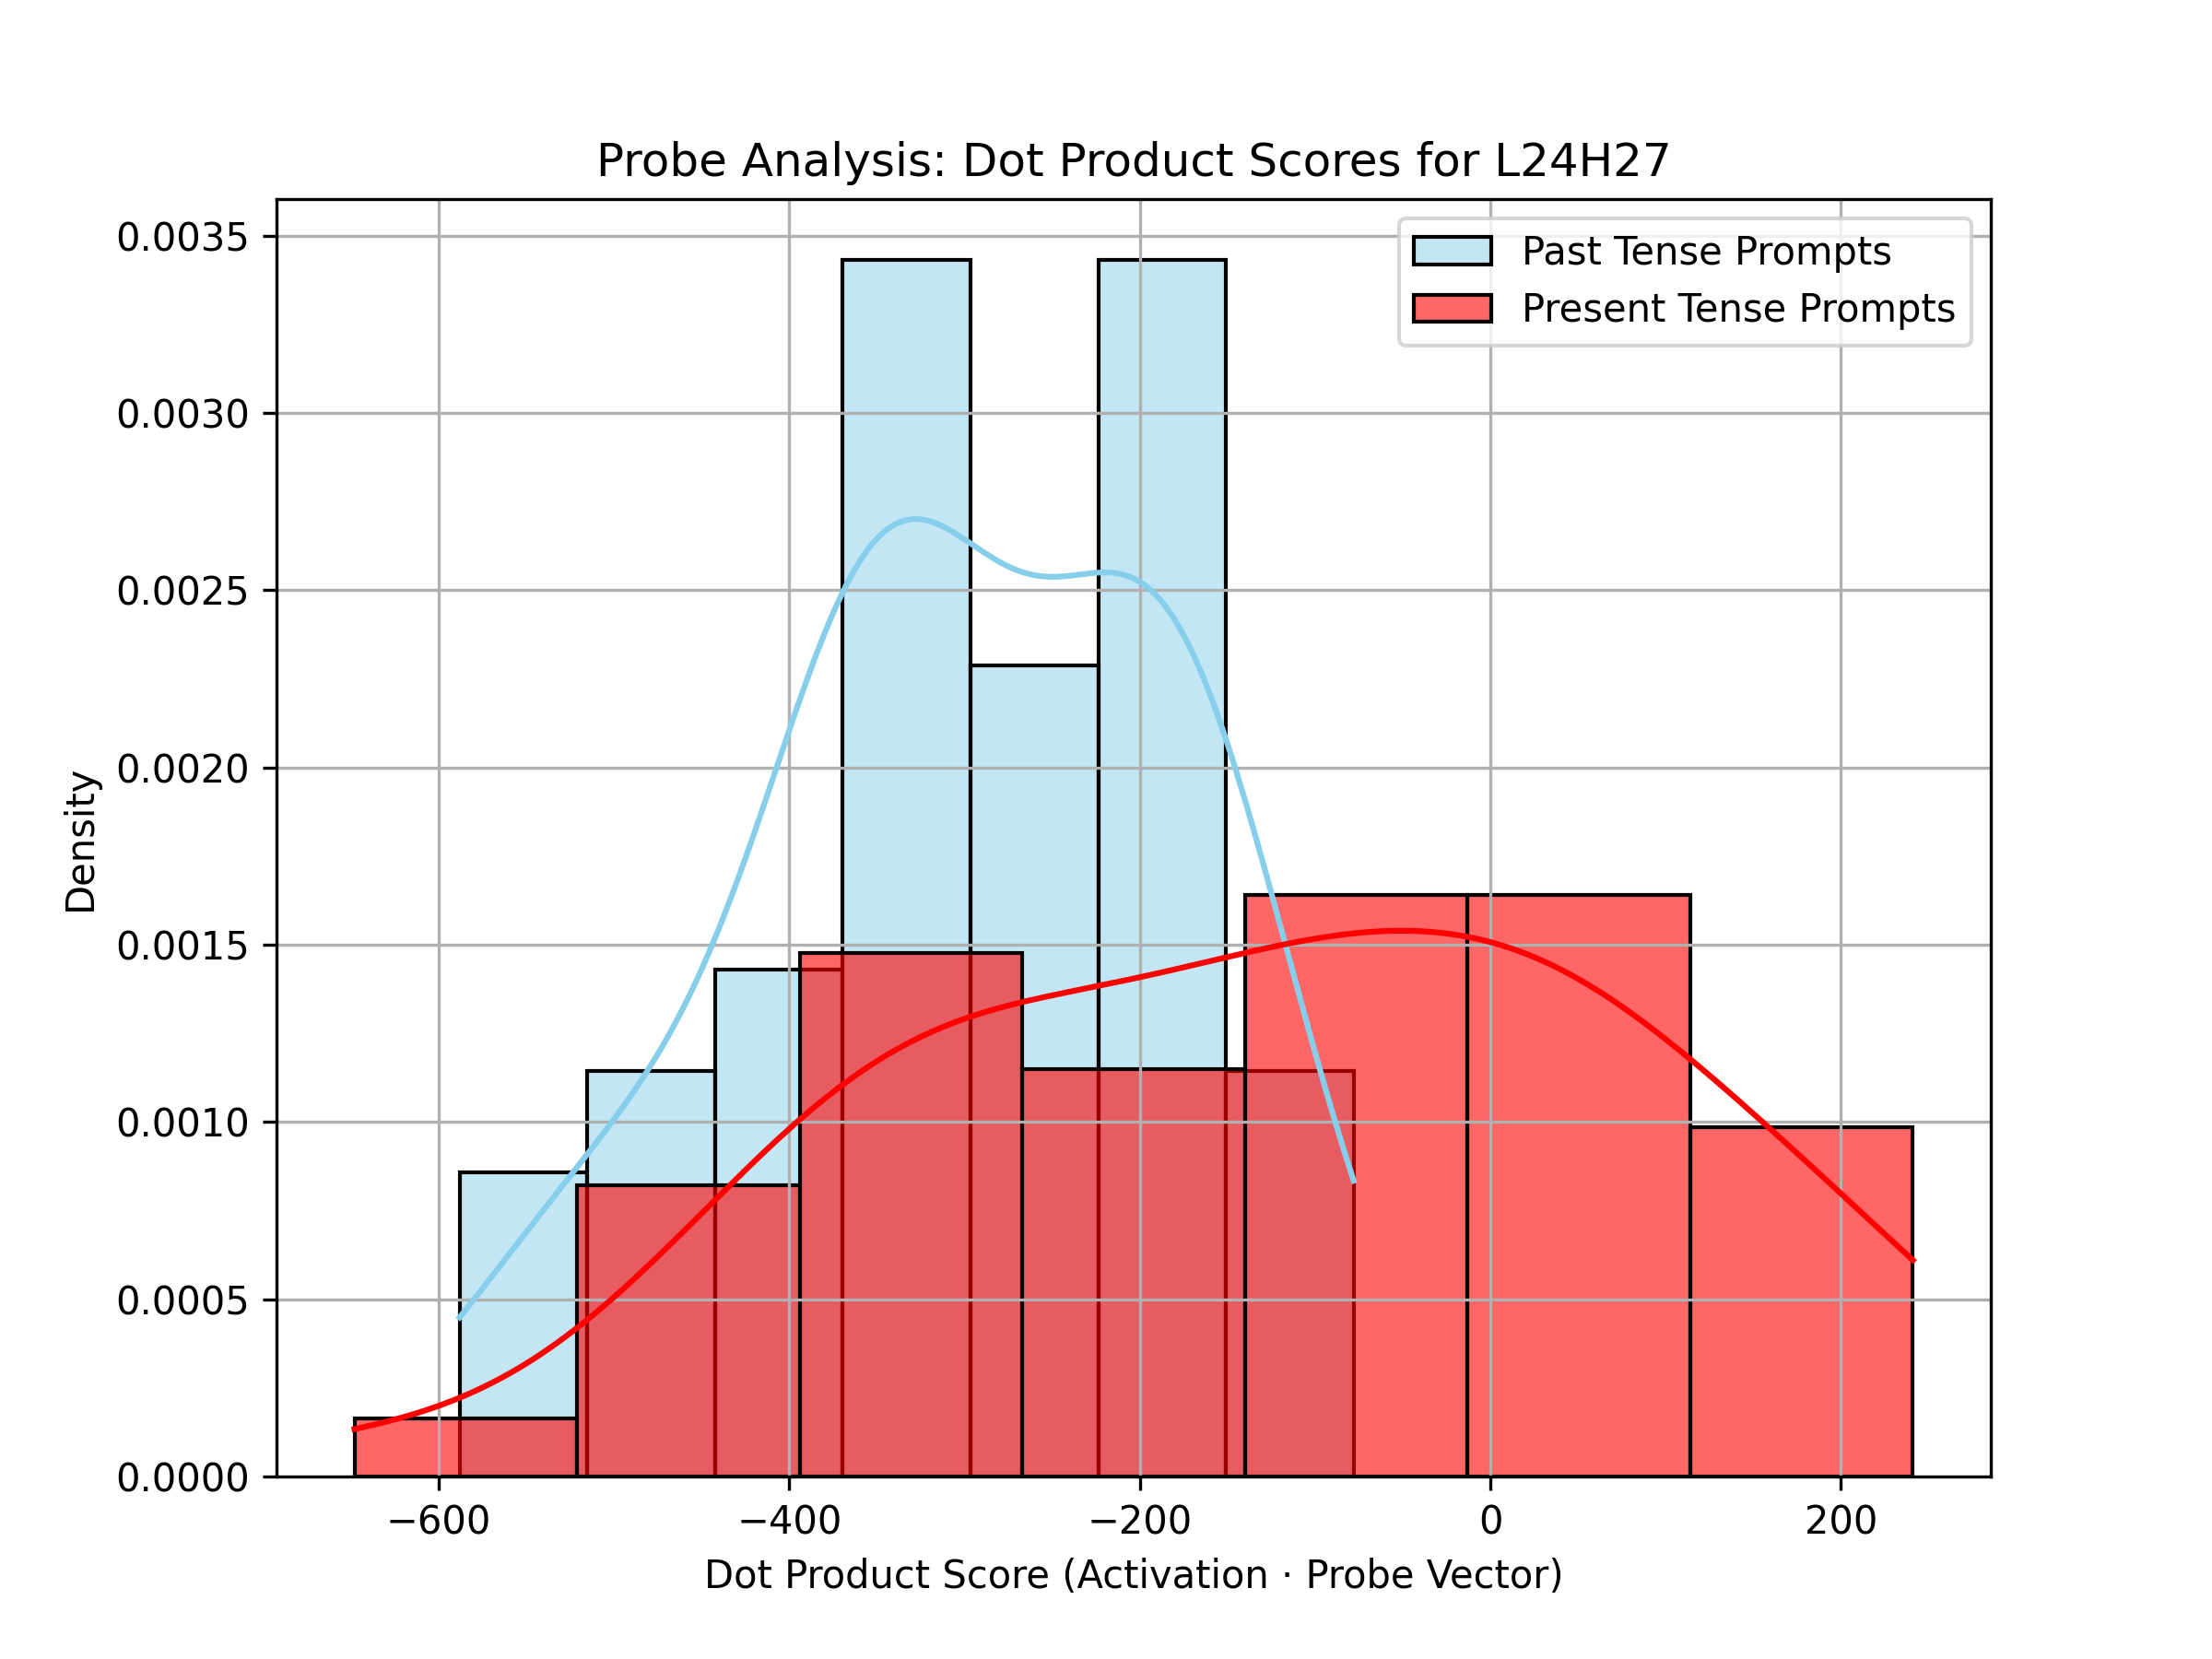 Probe Analysis: Dot Product Scores for L24H27
Past Tense Prompts
Present Tense Prompts
Density
0.0035
0.0030
0.0025
0.0020
0.0015
0.0010
0.0005
0.0000
−600 −400 −200 0 200
Dot Product Score (Activation · Probe Vector)